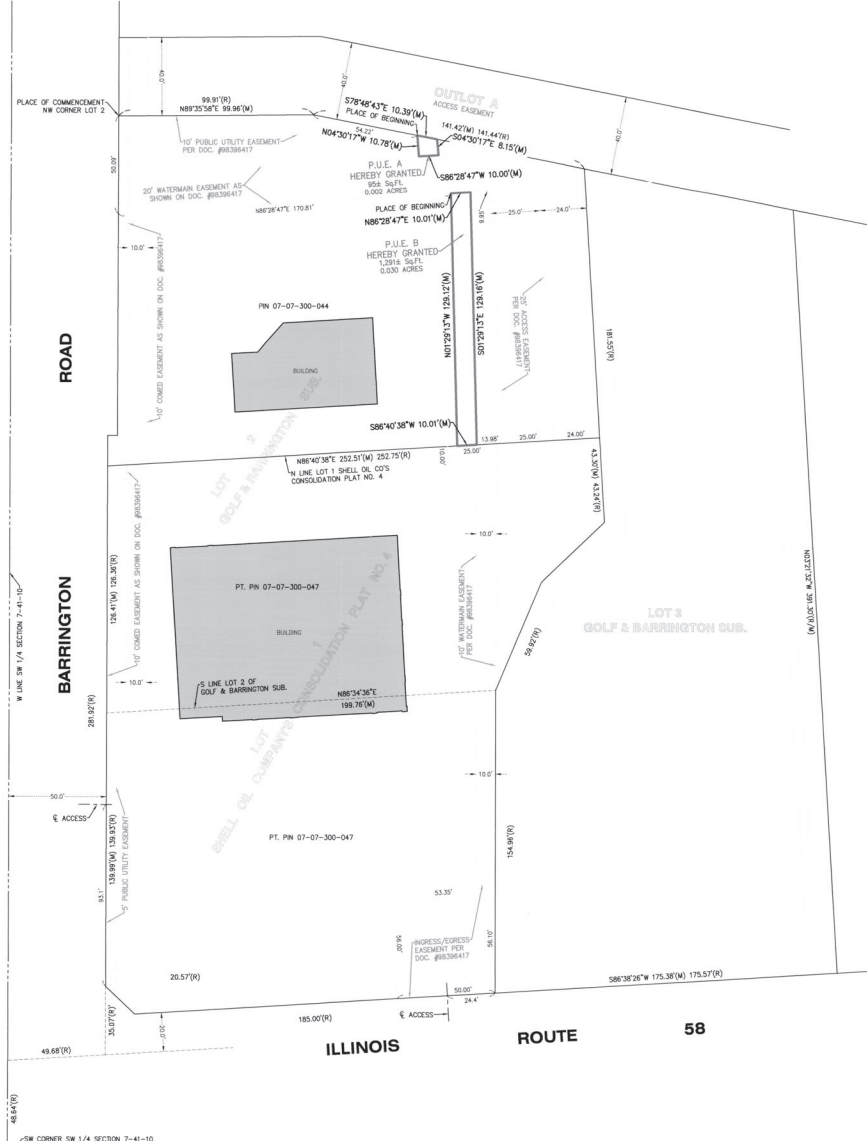 99.91'(R)
N89°35'58"E 99.96'(M)
40.0'
PLACE OF COMMENCEMENT
NW CORNER LOT 2
40.0'
OUTLOT A
ACCESS EASEMENT
S78°48'43"E 10.39'(M)
PLACE OF BEGINNING
141.42'(M) 141.44'(R)
54.22'
N04°30'17"W 10.78'(M)
S04°30'17"E 8.15'(M)
40.0'
10' PUBLIC UTILITY EASEMENT
PER DOC. #98396417
50.09'
P.U.E. A
HEREBY GRANTED
95± Sq.Ft.
0.002 ACRES
S86°28'47"W 10.00'(M)
20' WATERMAIN EASEMENT AS
SHOWN ON DOC. #98396417
N86°28'47"E 170.81'
PLACE OF BEGINNING
N86°28'47"E 10.01'(M)
9.95'
25.0'
24.0'
10.0'
P.U.E. B
HEREBY GRANTED
1,291± Sq.Ft.
0.030 ACRES
10' COMED EASEMENT AS SHOWN ON DOC. #98396417
N01°29'13"W 129.12'(M)
S01°29'13"E 129.16'(M)
25' ACCESS EASEMENT
PER DOC. #98396417
181.55'(R)
PIN 07-07-300-044
BUILDING
ROAD
LOT 2
GOLF & BARRINGTON SUB.
S86°40'38"W 10.01'(M)
13.98'
25.00'
24.00'
N86°40'38"E 252.51'(M) 252.75'(R)
10.00'
25.00'
N LINE LOT 1 SHELL OIL CO'S
CONSOLIDATION PLAT NO. 4
43.30'(M) 43.24'(R)
10.0'
126.41'(M) 126.36'(R)
10' COMED EASEMENT AS SHOWN ON DOC. #98396417
10' WATERMAIN EASEMENT
PER DOC. #98396417
W LINE SW 1/4 SECTION 7-41-10
BARRINGTON
PT. PIN 07-07-300-047
BUILDING
59.92'(R)
LOT 3
GOLF & BARRINGTON SUB.
N03°21'32"W 391.30'(R/M)
10.0'
S LINE LOT 2 OF
GOLF & BARRINGTON SUB.
N86°34'36"E
199.76'(M)
281.92'(R)
LOT 1
SHELL OIL COMPANY'S CONSOLIDATION PLAT NO. 4
10.0'
50.0'
℄ ACCESS
139.99'(M) 139.93'(R)
5' PUBLIC UTILITY EASEMENT
PT. PIN 07-07-300-047
154.96'(R)
93.1'
53.35'
56.00'
INGRESS/EGRESS
EASEMENT PER
DOC. #98396417
56.10'
20.57'(R)
S86°38'26"W 175.38'(M) 175.57'(R)
50.00'
24.4'
35.07'(R)
20.0'
185.00'(R)
℄ ACCESS
49.68'(R)
ILLINOIS ROUTE 58
48.64'(R)
SW CORNER SW 1/4 SECTION 7-41-10